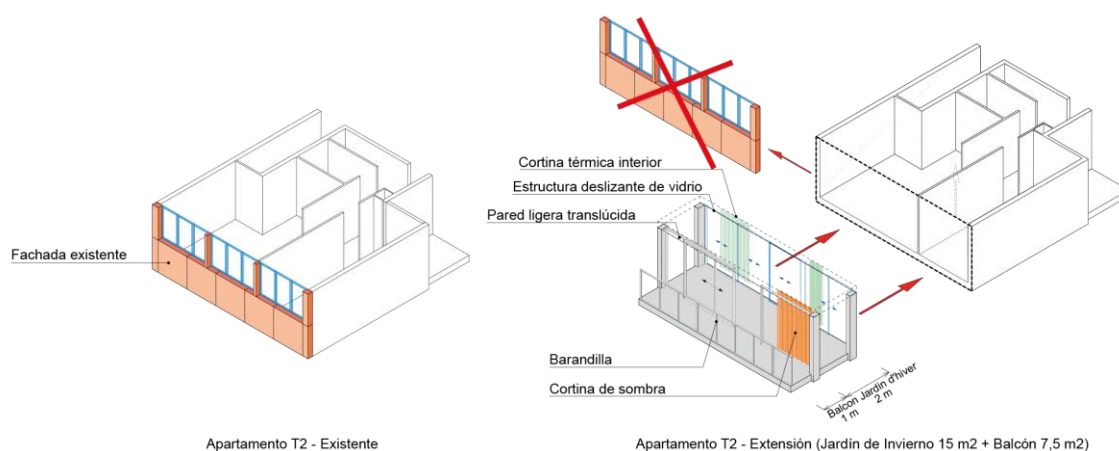 Fachada existente
Apartamento T2 - Existente
Cortina térmica interior
Estructura deslizante de vidrio
Pared ligera translúcida
Barandilla
Cortina de sombra
Balcon Jardin d'hiver
1 m 2 m
Apartamento T2 - Extensión (Jardín de Invierno 15 m2 + Balcón 7,5 m2)